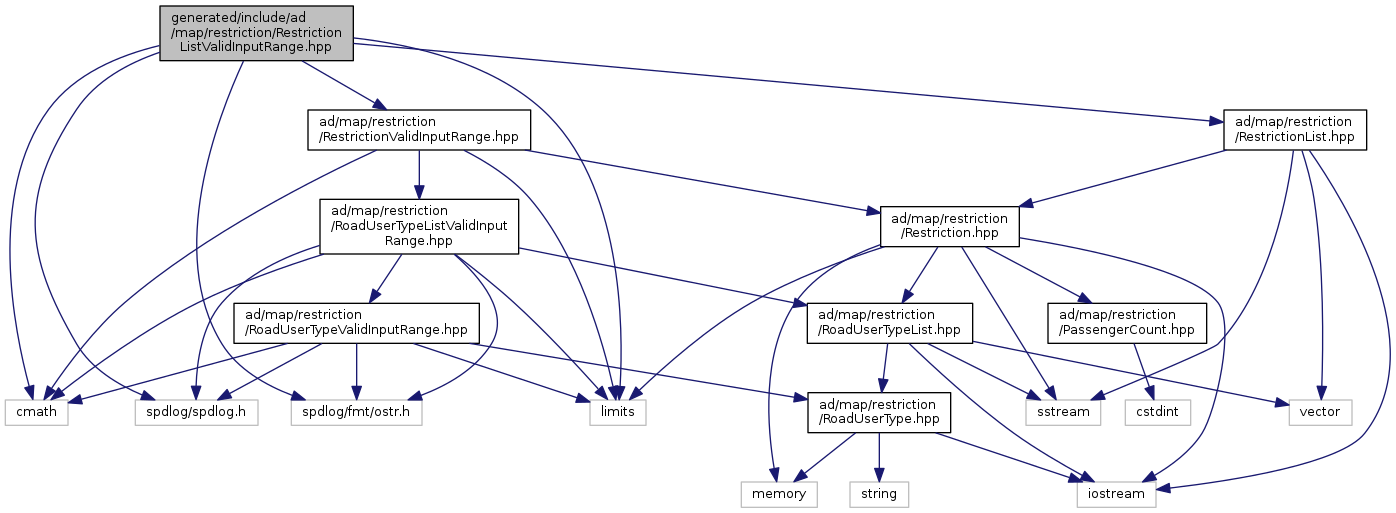 generated/include/ad
/map/restriction/Restriction
ListValidInputRange.hpp
ad/map/restriction
/RestrictionValidInputRange.hpp
ad/map/restriction
/RestrictionList.hpp
ad/map/restriction
/RoadUserTypeListValidInput
Range.hpp
ad/map/restriction
/Restriction.hpp
ad/map/restriction
/RoadUserTypeValidInputRange.hpp
ad/map/restriction
/RoadUserTypeList.hpp
ad/map/restriction
/PassengerCount.hpp
cmath
spdlog/spdlog.h
spdlog/fmt/ostr.h
limits
ad/map/restriction
/RoadUserType.hpp
sstream
cstdint
vector
memory
string
iostream